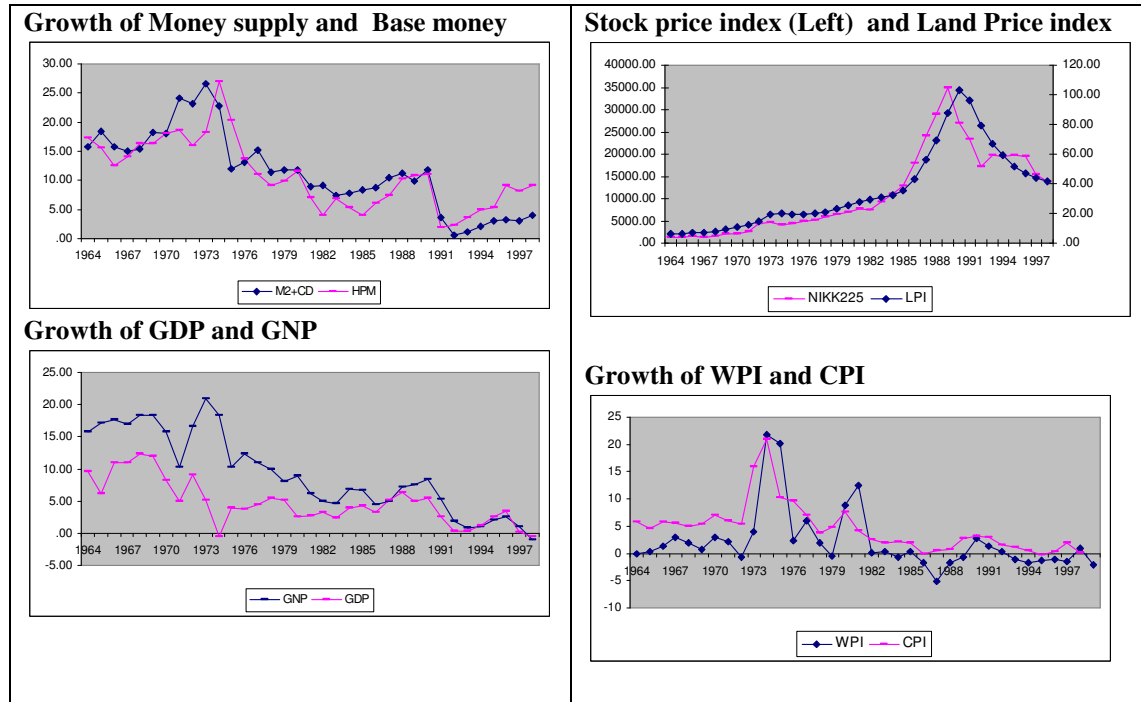 Growth of Money supply and Base money
30.00
25.00
20.00
15.00
10.00
5.00
.00
1964 1967 1970 1973 1976 1979 1982 1985 1988 1991 1994 1997
M2+CD HPM
Growth of GDP and GNP
25.00
20.00
15.00
10.00
5.00
.00
1964 1967 1970 1973 1976 1979 1982 1985 1988 1991 1994 1997
-5.00
GNP GDP
Stock price index (Left) and Land Price index
40000.00 120.00
35000.00 100.00
30000.00
25000.00 80.00
20000.00 60.00
15000.00 40.00
10000.00
5000.00 20.00
.00 .00
1964 1967 1970 1973 1976 1979 1982 1985 1988 1991 1994 1997
NIKK225 LPI
Growth of WPI and CPI
25
20
15
10
5
0
1964 1967 1970 1973 1976 1979 1982 1985 1988 1991 1994 1997
-5
-10
WPI CPI